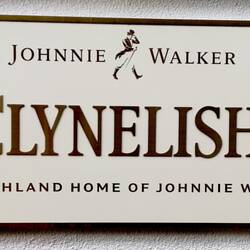 JOHNNIE WALKER
CLYNELISH
HLAND HOME OF JOHNNIE W